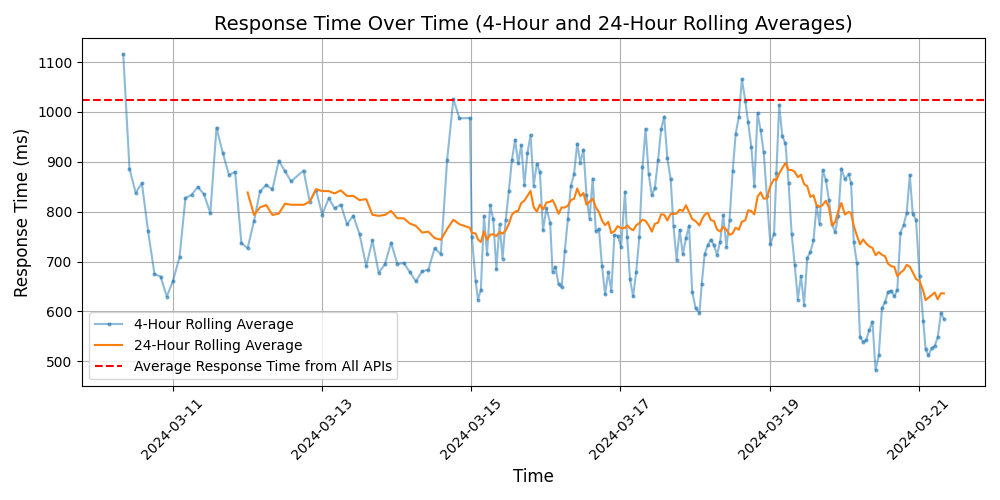 Response Time Over Time (4-Hour and 24-Hour Rolling Averages)
Response Time (ms)
1100
1000
900
800
700
600
500
4-Hour Rolling Average
24-Hour Rolling Average
Average Response Time from All APIs
2024-03-11
2024-03-13
2024-03-15
2024-03-17
2024-03-19
2024-03-21
Time